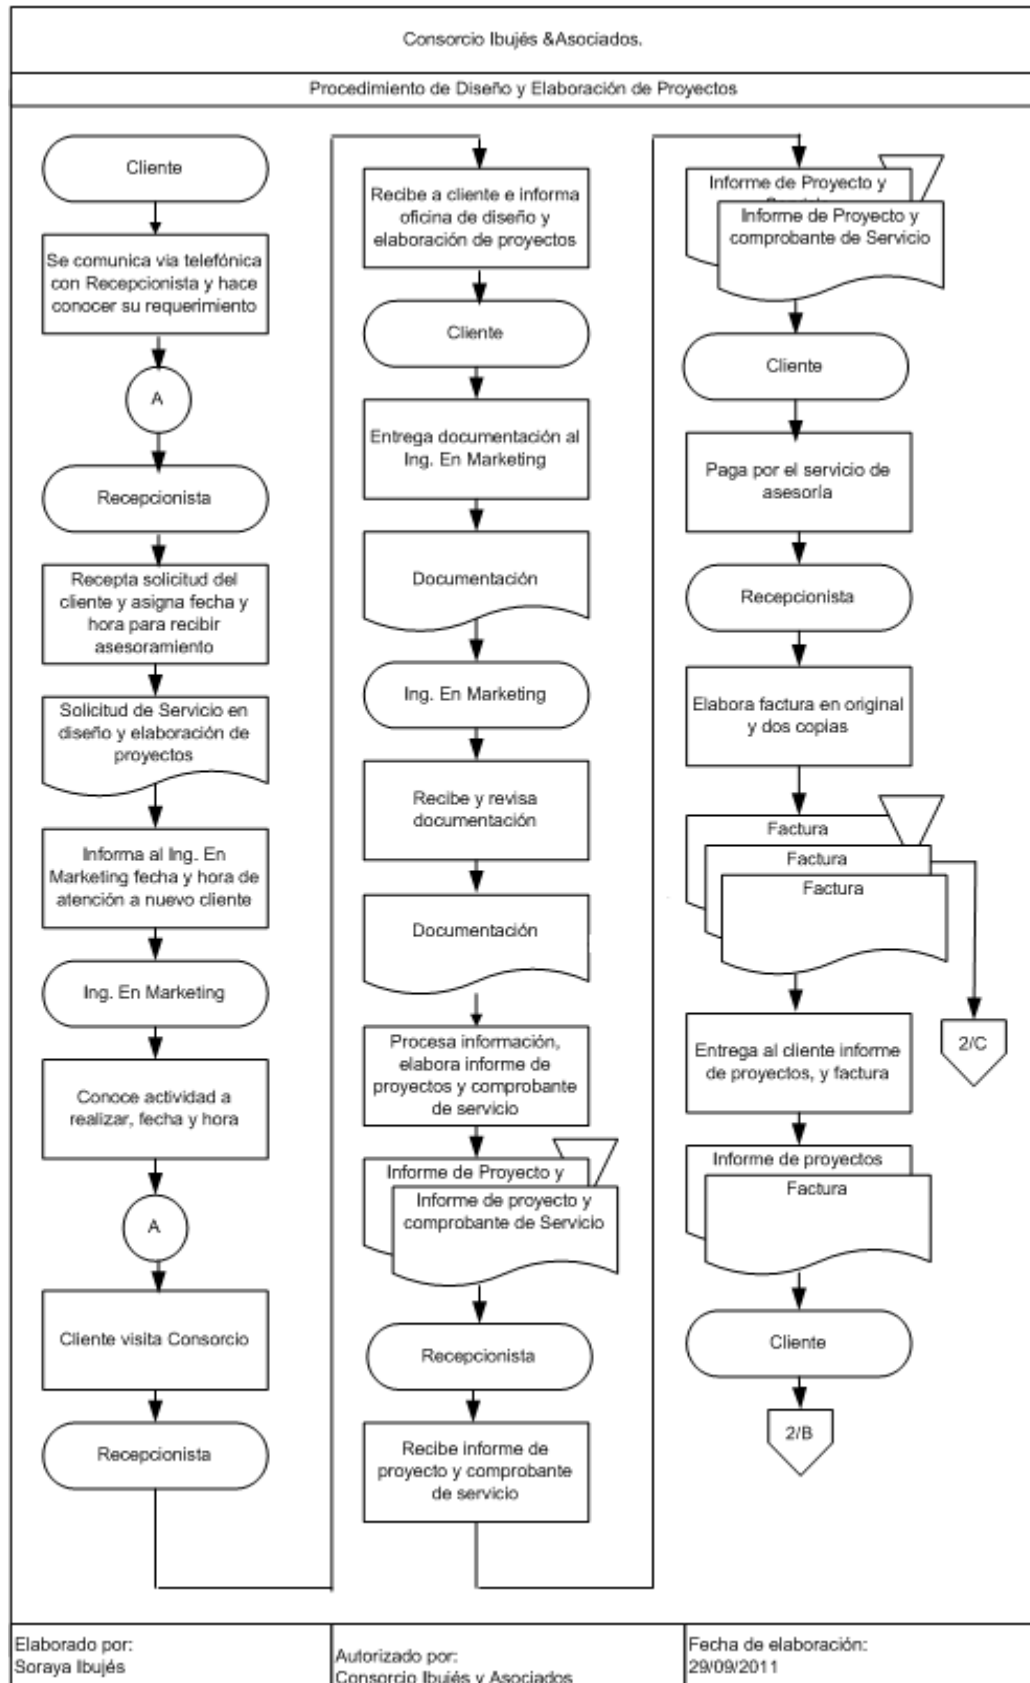 Consorcio Ibujés &Asociados.
Procedimiento de Diseño y Elaboración de Proyectos
Cliente
Se comunica via telefónica
con Recepcionista y hace
conocer su requerimiento
A
Recepcionista
Recepta solicitud del
cliente y asigna fecha y
hora para recibir
asesoramiento
Solicitud de Servicio en
diseño y elaboración de
proyectos
Informa al Ing. En
Marketing fecha y hora de
atención a nuevo cliente
Ing. En Marketing
Conoce actividad a
realizar, fecha y hora
A
Cliente visita Consorcio
Recepcionista
Recibe a cliente e informa
oficina de diseño y
elaboración de proyectos
Cliente
Entrega documentación al
Ing. En Marketing
Documentación
Ing. En Marketing
Recibe y revisa
documentación
Documentación
Procesa información,
elabora informe de
proyectos y comprobante
de servicio
Informe de Proyecto y
Informe de proyecto y
comprobante de Servicio
Recepcionista
Recibe informe de
proyecto y comprobante
de servicio
Informe de Proyecto y
Informe de Proyecto y
comprobante de Servicio
Cliente
Paga por el servicio de
asesoría
Recepcionista
Elabora factura en original
y dos copias
Factura
Factura
Factura
2/C
Entrega al cliente informe
de proyectos, y factura
Informe de proyectos
Factura
Cliente
2/B
Elaborado por:
Soraya Ibujés
Autorizado por:
Consorcio Ibujés y Asociados
Fecha de elaboración:
29/09/2011